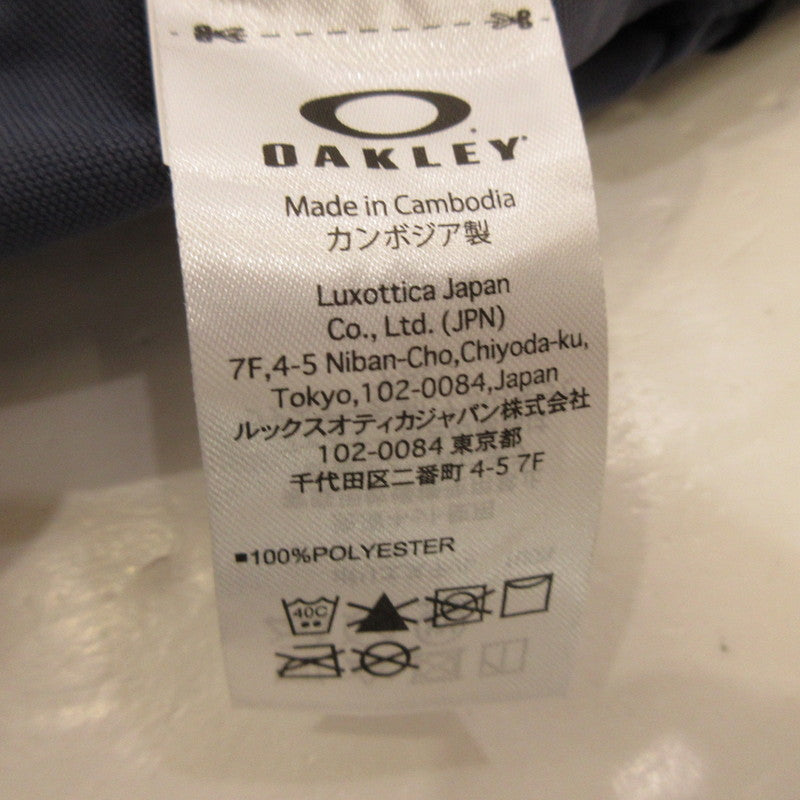 OAKLEY
Made in Cambodia
カンボジア製
Luxottica Japan
Co., Ltd. (JPN)
7F,4-5 Niban-Cho,Chiyoda-ku,
Tokyo,102-0084,Japan
ルックスオティカジャパン株式会社
102-0084 東京都
千代田区二番町 4-5 7F
■100%POLYESTER
40C